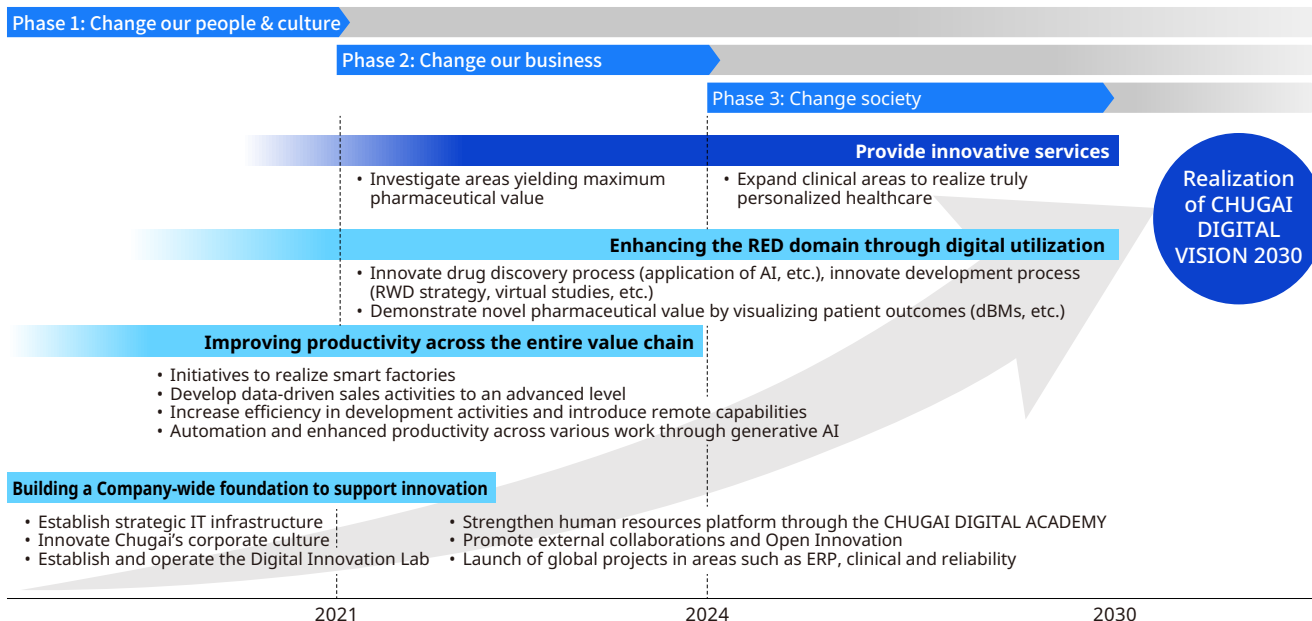 Phase 1: Change our people & culture
Phase 2: Change our business
Phase 3: Change society
Provide innovative services
• Investigate areas yielding maximum
pharmaceutical value
• Expand clinical areas to realize truly
personalized healthcare
Realization
of CHUGAI
DIGITAL
VISION 2030
Enhancing the RED domain through digital utilization
• Innovate drug discovery process (application of AI, etc.), innovate development process
(RWD strategy, virtual studies, etc.)
• Demonstrate novel pharmaceutical value by visualizing patient outcomes (dBMs, etc.)
Improving productivity across the entire value chain
• Initiatives to realize smart factories
• Develop data-driven sales activities to an advanced level
• Increase efficiency in development activities and introduce remote capabilities
• Automation and enhanced productivity across various work through generative AI
Building a Company-wide foundation to support innovation
• Establish strategic IT infrastructure
• Innovate Chugai's corporate culture
• Establish and operate the Digital Innovation Lab
• Strengthen human resources platform through the CHUGAI DIGITAL ACADEMY
• Promote external collaborations and Open Innovation
• Launch of global projects in areas such as ERP, clinical and reliability
2021
2024
2030